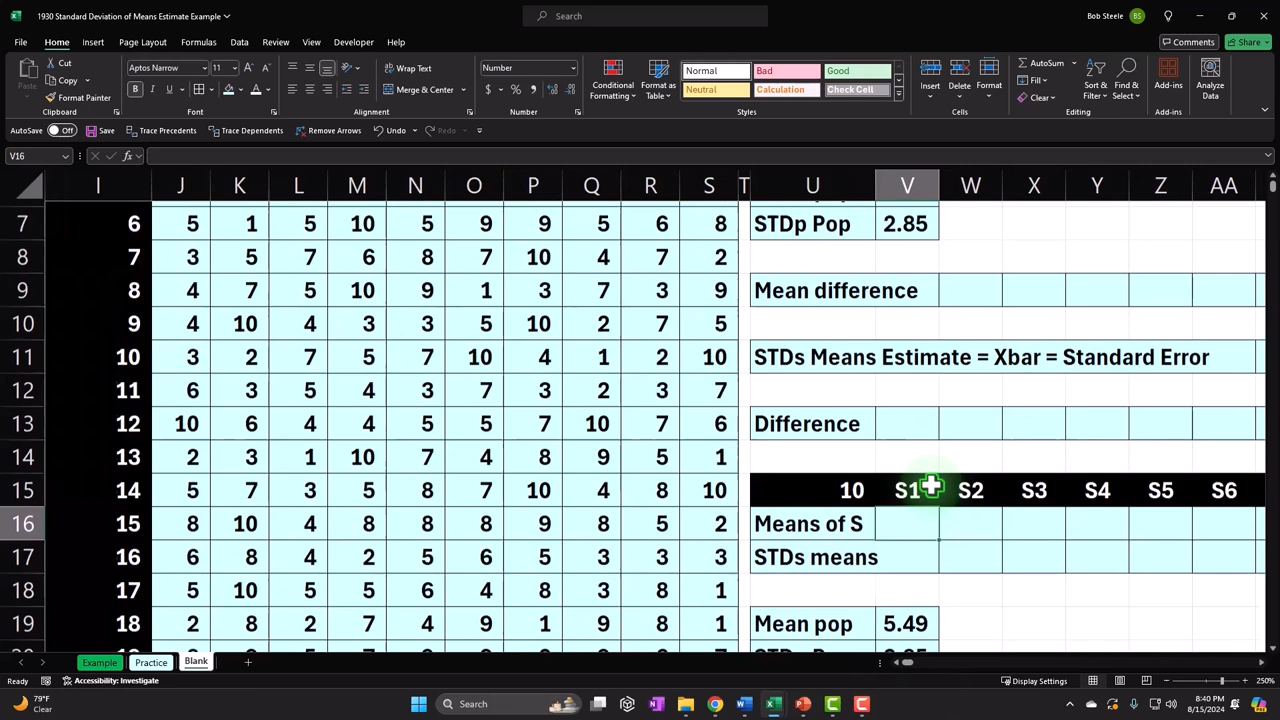 1930 Standard Deviation of Means Estimate Example
Search
Bob Steele BS
File Home Insert Page Layout Formulas Data Review View Developer Help
Comments Share
Paste Cut Copy Format Painter
Aptos Narrow 11 Wrap Text Merge & Center
Number
Conditional Formatting Format as Table
Normal Bad Good
Neutral Calculation Check Cell
Insert Delete Format
AutoSum Fill Clear
Sort & Filter Find & Select Add-ins Analyze Data
Clipboard Font Alignment Number Styles Cells Editing Add-ins
AutoSave Off Save Trace Precedents Trace Dependents Remove Arrows Undo Redo
V16 fx
I J K L M N O P Q R S T U V W X Y Z AA
7 6 5 1 5 10 5 9 9 5 6 8 STDp Pop 2.85
8 7 3 5 7 6 8 7 10 4 7 2
9 8 4 7 5 10 9 1 3 7 3 9 Mean difference
10 9 4 10 4 3 3 5 10 2 7 5
11 10 3 2 7 5 7 10 4 1 2 10 STDs Means Estimate = Xbar = Standard Error
12 11 6 3 5 4 3 7 3 2 3 7
13 12 10 6 4 4 5 5 7 10 7 6 Difference
14 13 2 3 1 10 7 4 8 9 5 1
15 14 5 7 3 5 8 7 10 4 8 10 10 S1 S2 S3 S4 S5 S6
16 15 8 10 4 8 8 8 9 8 5 2 Means of S
17 16 6 8 4 2 5 6 5 3 3 3 STDs means
18 17 5 10 5 5 6 4 8 3 8 1
19 18 2 8 2 7 4 9 1 9 8 1 Mean pop 5.49
Example Practice Blank
Ready Accessibility: Investigate Display Settings 250%
79°F
Clear
Search
8:40 PM
8/15/2024